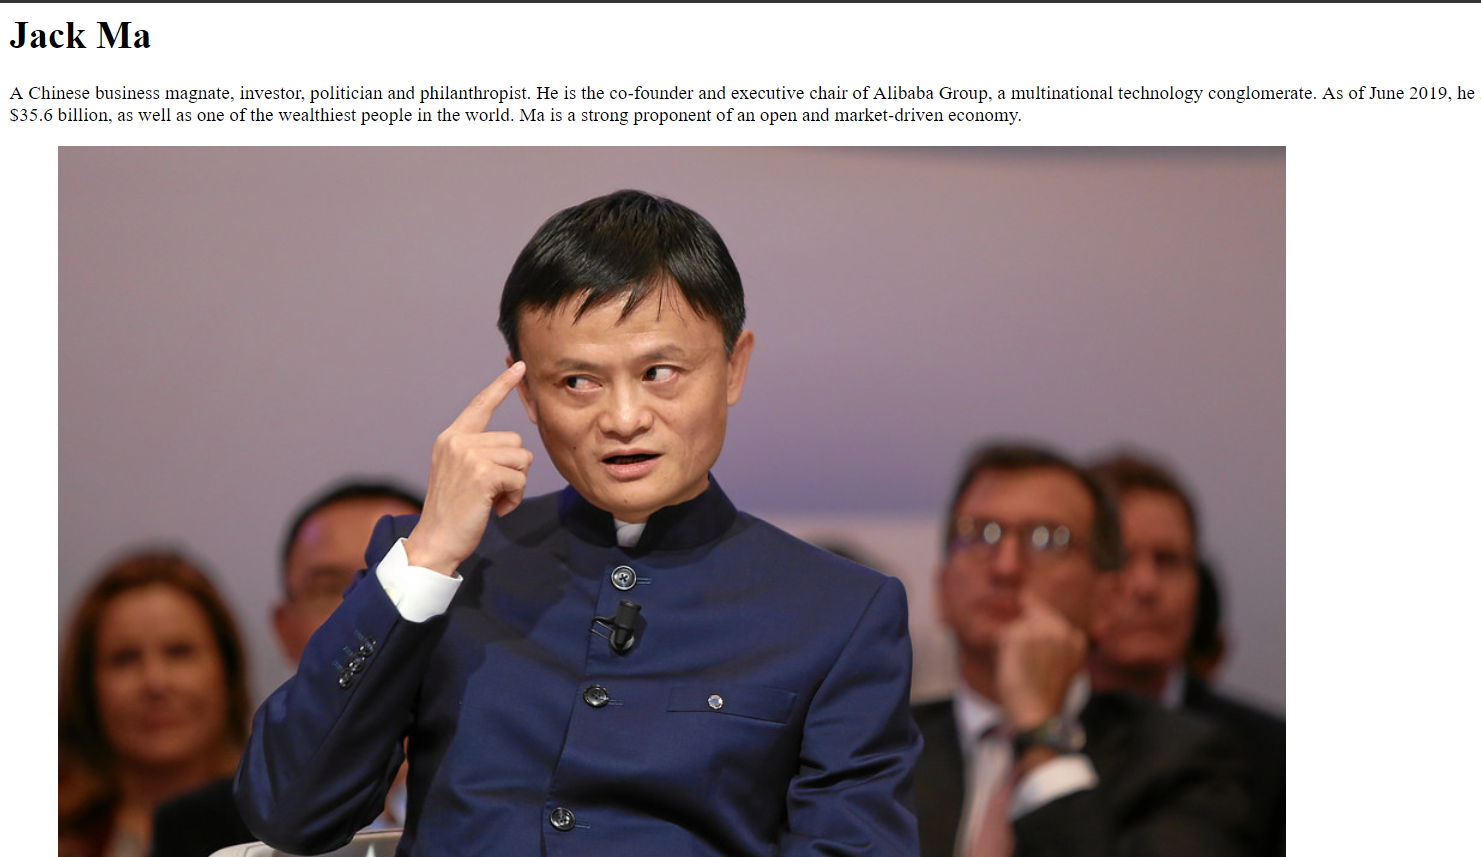 Jack Ma
A Chinese business magnate, investor, politician and philanthropist. He is the co-founder and executive chair of Alibaba Group, a multinational technology conglomerate. As of June 2019, he
$35.6 billion, as well as one of the wealthiest people in the world. Ma is a strong proponent of an open and market-driven economy.